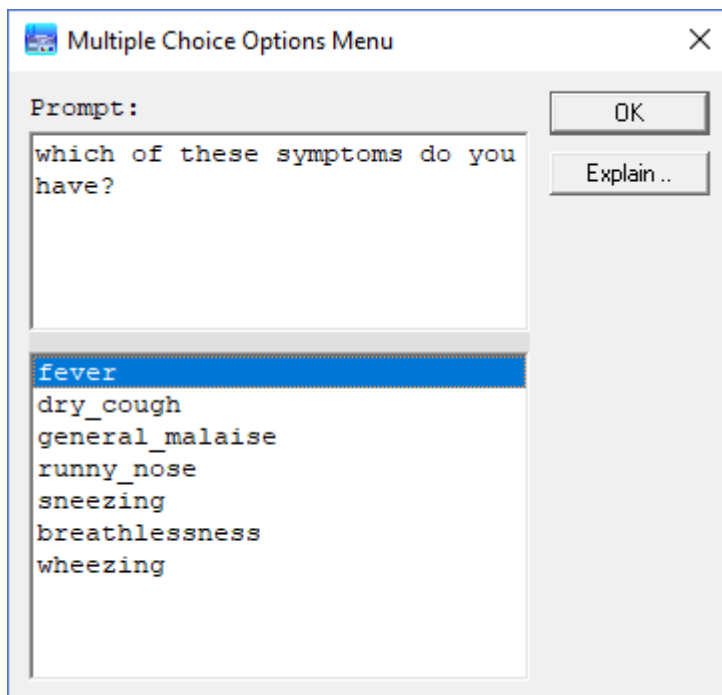 Multiple Choice Options Menu
Prompt:
OK
which of these symptoms do you
have?
Explain ..
fever
dry_cough
general_malaise
runny_nose
sneezing
breathlessness
wheezing